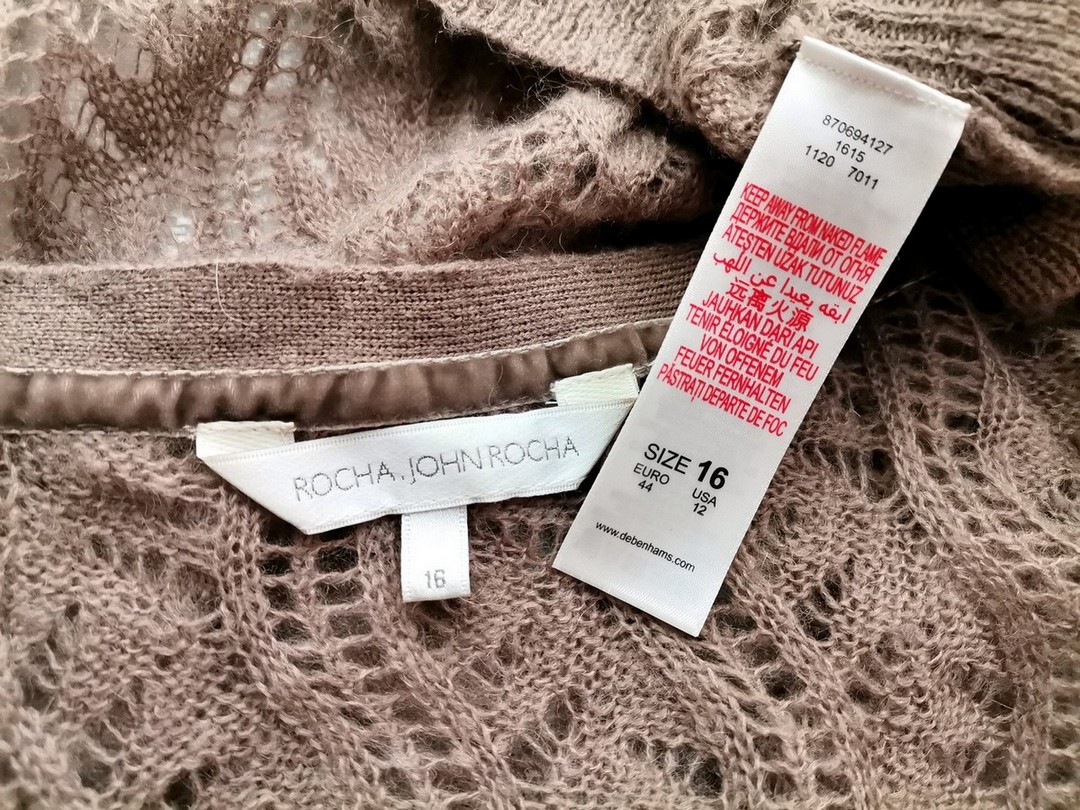 ROCHA.JOHN ROCHA
16
870694127
1615
1120 7011
KEEP AWAY FROM NAKED FLAME
ДЕРЖИТЕ ВДАЛИ ОТ ОГНЯ
ATEŞTEN UZAK TUTUNUZ
ابقه بعيدا عن اللهب
远离火源
JAUHKAN DARI API
TENIR ÉLOIGNÉ DU FEU
VON OFFENEM
FEUER FERNHALTEN
PĂSTRAŢI DEPARTE DE FOC
SIZE 16
EURO USA
44 12
www.debenhams.com